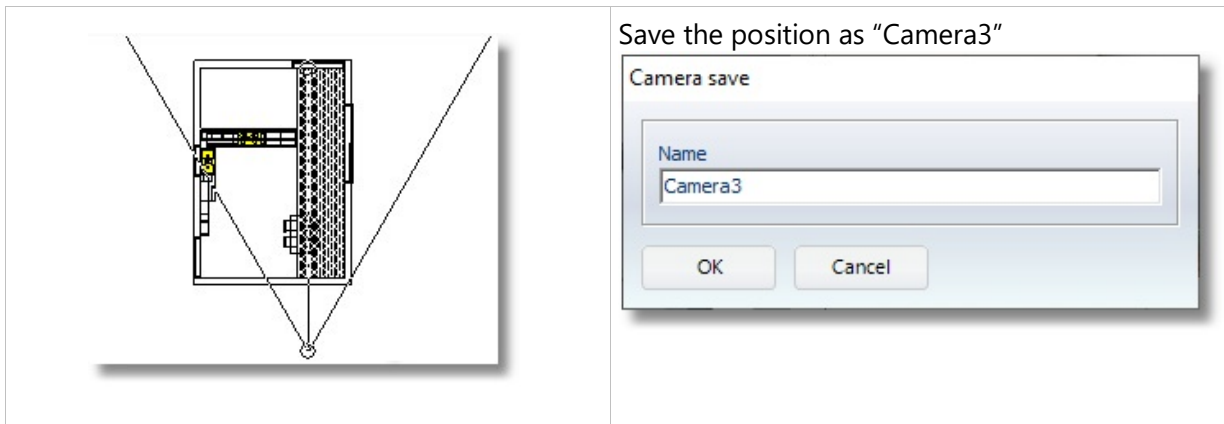 Save the position as “Camera3”
Camera save
Name
Camera3
OK
Cancel